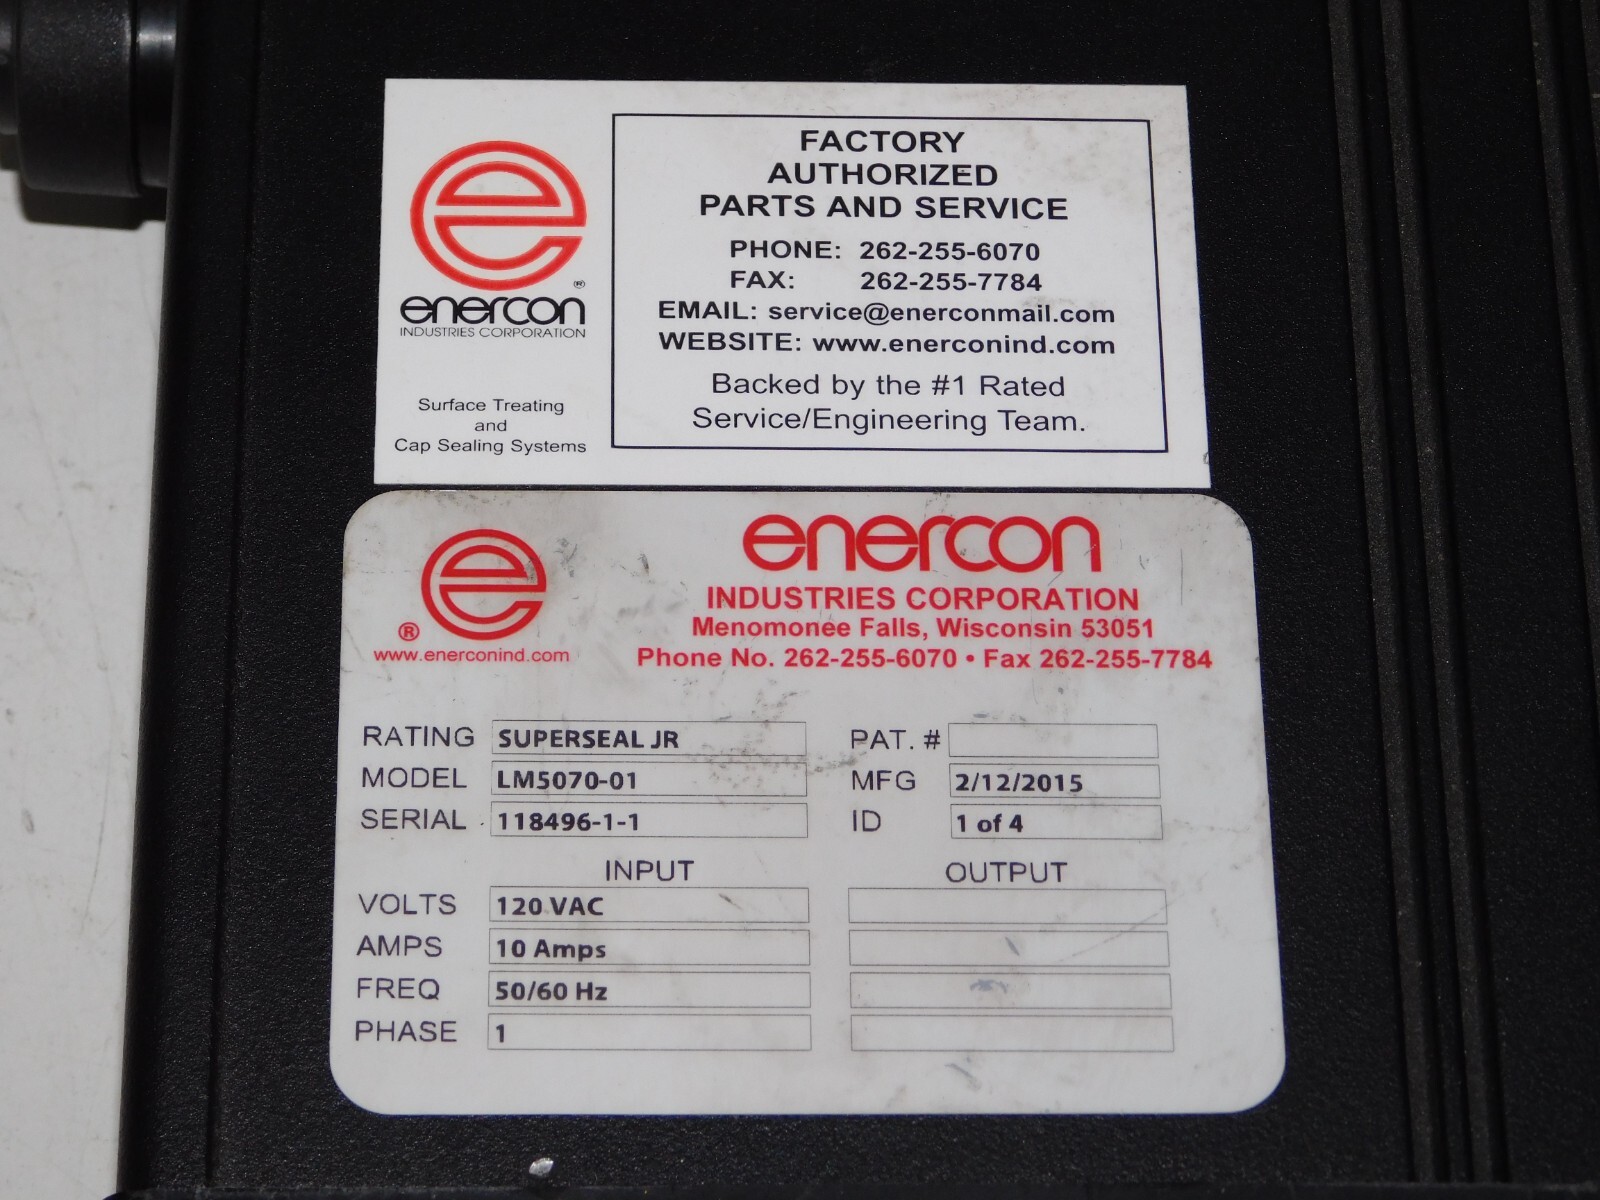 enercon
®
INDUSTRIES CORPORATION
Surface Treating
and
Cap Sealing Systems
FACTORY
AUTHORIZED
PARTS AND SERVICE
PHONE: 262-255-6070
FAX: 262-255-7784
EMAIL: service@enerconmail.com
WEBSITE: www.enerconind.com
Backed by the #1 Rated
Service/Engineering Team.
®
www.enerconind.com
enercon
INDUSTRIES CORPORATION
Menomonee Falls, Wisconsin 53051
Phone No. 262-255-6070 • Fax 262-255-7784
RATING SUPERSEAL JR PAT. #
MODEL LM5070-01 MFG 2/12/2015
SERIAL 118496-1-1 ID 1 of 4
INPUT OUTPUT
VOLTS 120 VAC
AMPS 10 Amps
FREQ 50/60 Hz
PHASE 1